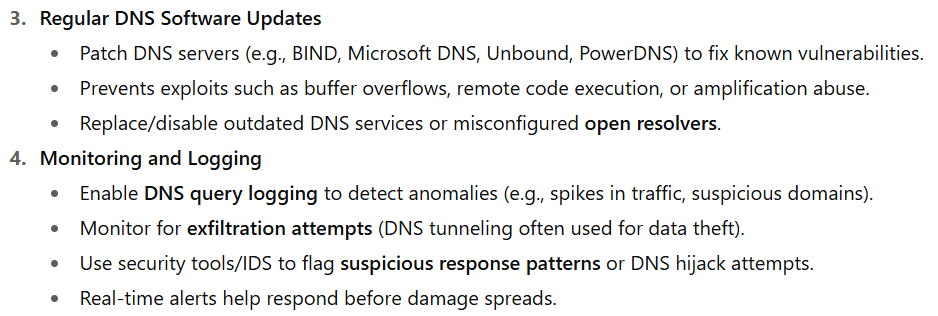 3. Regular DNS Software Updates
• Patch DNS servers (e.g., BIND, Microsoft DNS, Unbound, PowerDNS) to fix known vulnerabilities.
• Prevents exploits such as buffer overflows, remote code execution, or amplification abuse.
• Replace/disable outdated DNS services or misconfigured open resolvers.
4. Monitoring and Logging
• Enable DNS query logging to detect anomalies (e.g., spikes in traffic, suspicious domains).
• Monitor for exfiltration attempts (DNS tunneling often used for data theft).
• Use security tools/IDS to flag suspicious response patterns or DNS hijack attempts.
• Real-time alerts help respond before damage spreads.